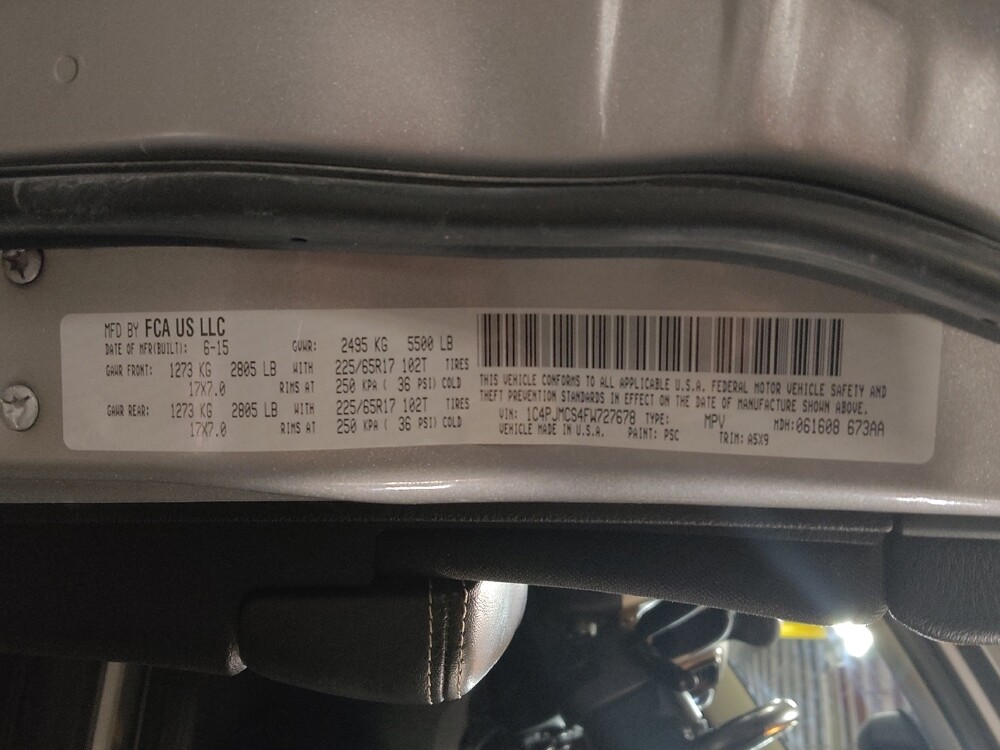 MFD BY FCA US LLC
DATE OF MFR(BUILT): 6-15 GVWR: 2495 KG 5500 LB
GAWR FRONT: 1273 KG 2805 LB WITH 225/65R17 102T TIRES
17X7.0 RIMS AT 250 KPA ( 36 PSI) COLD
GAWR REAR: 1273 KG 2805 LB WITH 225/65R17 102T TIRES
17X7.0 RIMS AT 250 KPA ( 36 PSI) COLD
THIS VEHICLE CONFORMS TO ALL APPLICABLE U.S.A. FEDERAL MOTOR VEHICLE SAFETY AND
THEFT PREVENTION STANDARDS IN EFFECT ON THE DATE OF MANUFACTURE SHOWN ABOVE.
VIN: 1C4PJMCS4FW727678 TYPE: MPV MDH:061608 673AA
VEHICLE MADE IN U.S.A. PAINT: PSC TRIM: A5X9